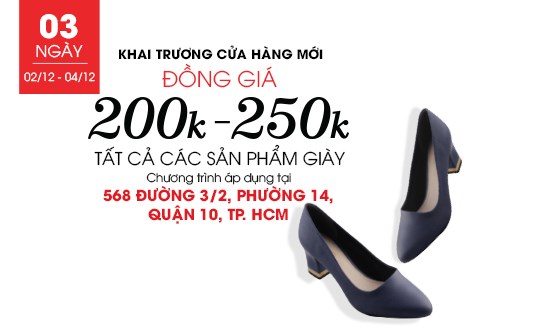 03
NGÀY
02/12 - 04/12
KHAI TRƯƠNG CỬA HÀNG MỚI
ĐỒNG GIÁ
200k - 250k
TẤT CẢ CÁC SẢN PHẨM GIÀY
Chương trình áp dụng tại
568 ĐƯỜNG 3/2, PHƯỜNG 14,
QUẬN 10, TP. HCM